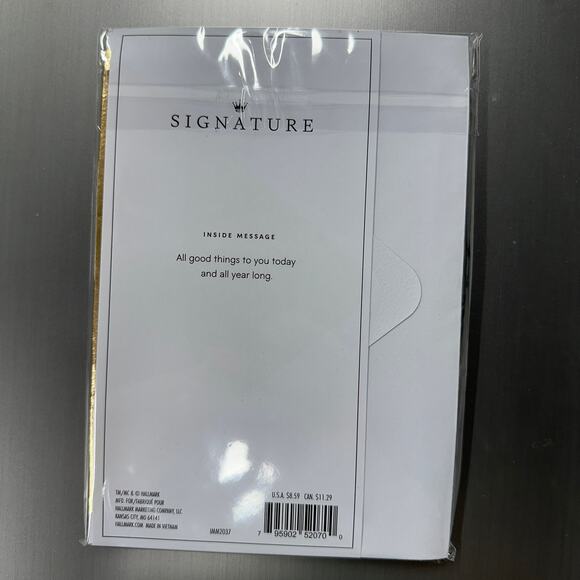 SIGNATURE
INSIDE MESSAGE
All good things to you today
and all year long.
TM/MC & © HALLMARK
MFD. FOR/FABRIQUÉ POUR
HALLMARK MARKETING COMPANY, LLC
KANSAS CITY, MO 64141
HALLMARK.COM MADE IN VIETNAM
IAM2037
U.S.A. $8.59 CAN. $11.29
7 95902 52070 0